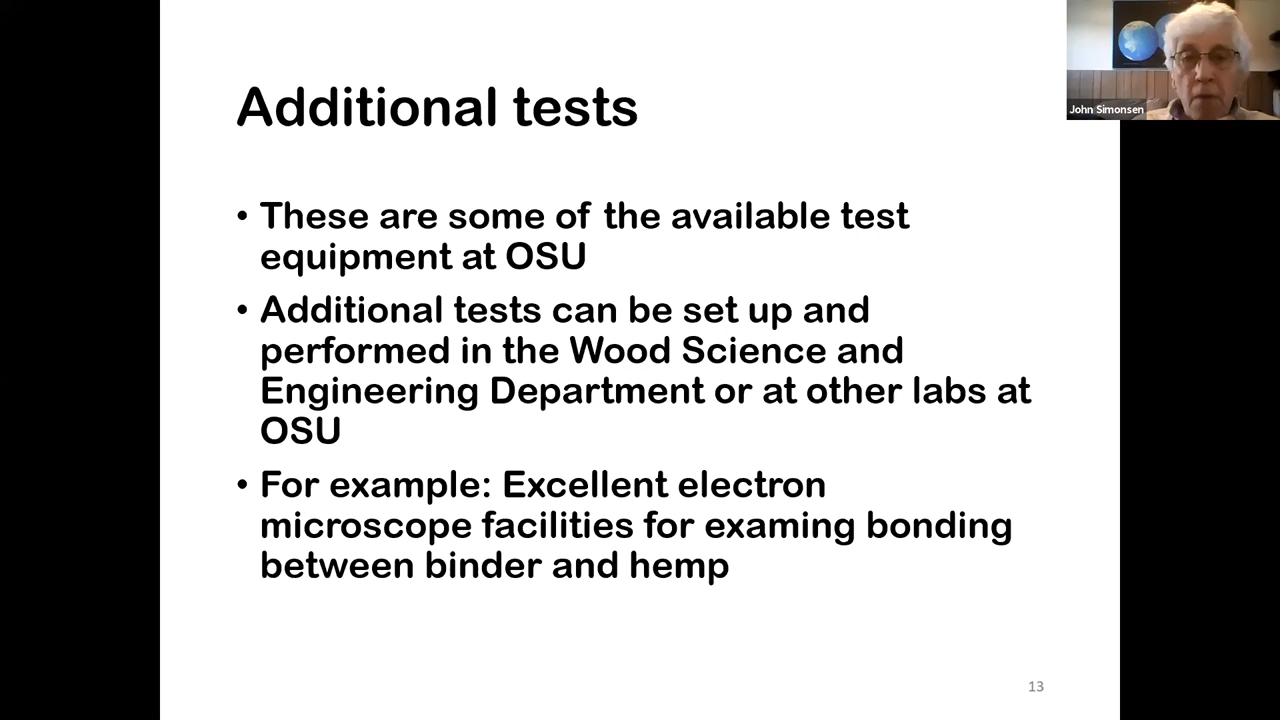 Additional tests
• These are some of the available test
equipment at OSU
• Additional tests can be set up and
performed in the Wood Science and
Engineering Department or at other labs at
OSU
• For example: Excellent electron
microscope facilities for examing bonding
between binder and hemp
13
John Simonsen